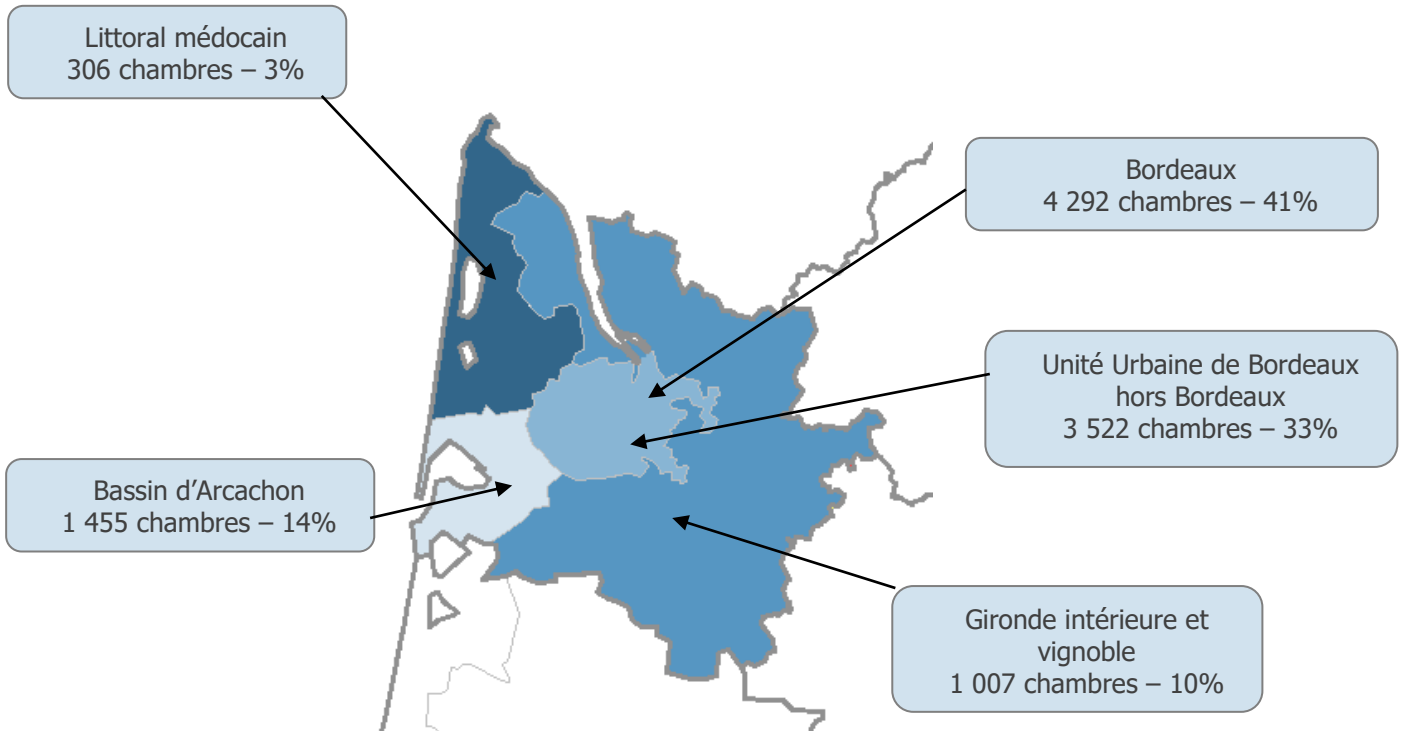 Littoral médocain
306 chambres – 3%
Bordeaux
4 292 chambres – 41%
Unité Urbaine de Bordeaux
hors Bordeaux
3 522 chambres – 33%
Bassin d’Arcachon
1 455 chambres – 14%
Gironde intérieure et
vignoble
1 007 chambres – 10%